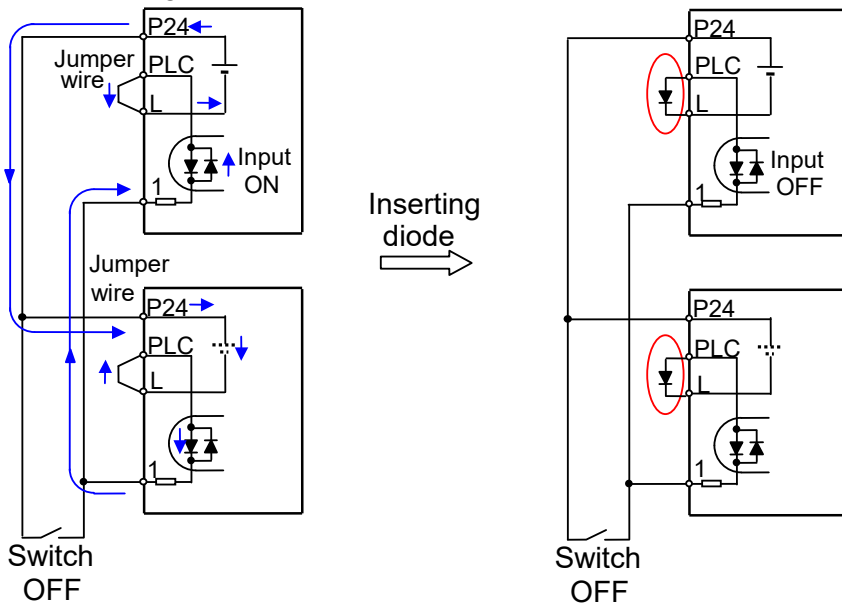 P24
Jumper
wire
PLC
L
Input
ON
1
Jumper
wire
P24
PLC
L
1
Switch
OFF
Inserting
diode
P24
PLC
L
Input
OFF
1
P24
PLC
L
1
Switch
OFF